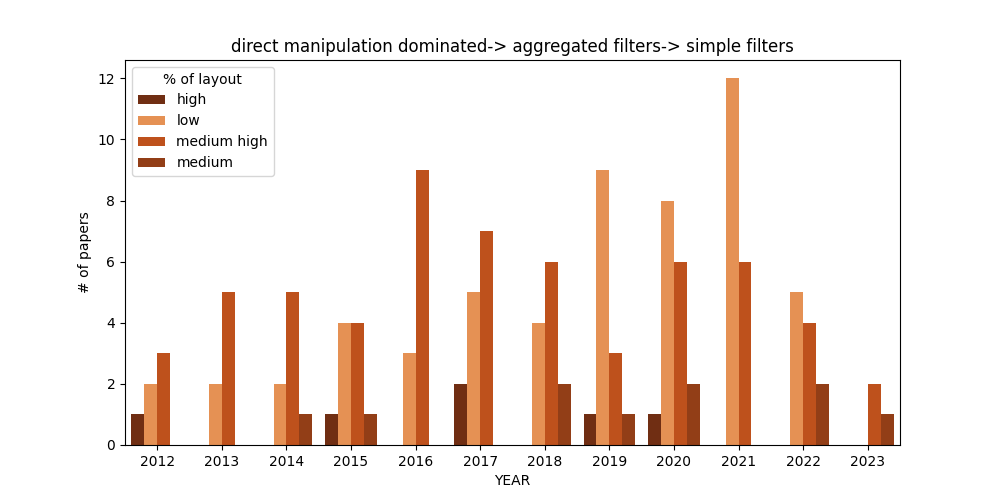 direct manipulation dominated-> aggregated filters-> simple filters
% of layout
high
low
medium high
medium
# of papers
12
10
8
6
4
2
0
2012 2013 2014 2015 2016 2017 2018 2019 2020 2021 2022 2023
YEAR